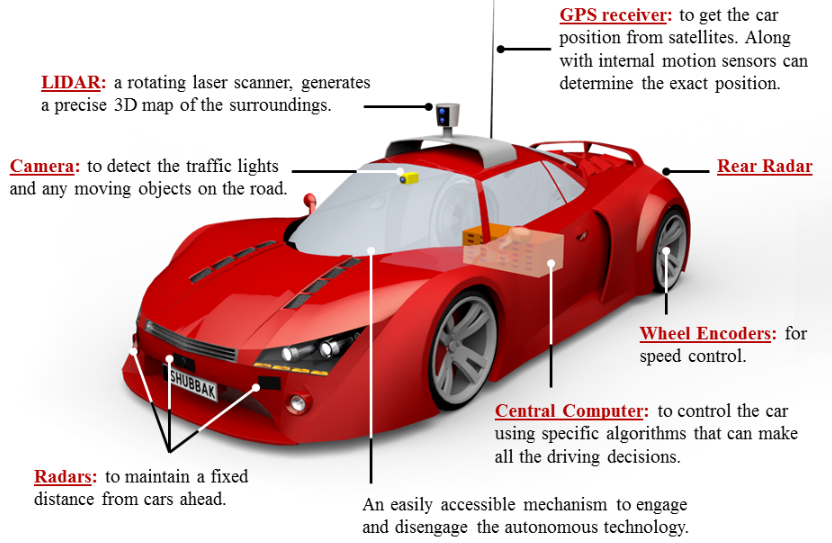 GPS receiver: to get the car
position from satellites. Along
with internal motion sensors can
determine the exact position.
LIDAR: a rotating laser scanner, generates
a precise 3D map of the surroundings.
Camera: to detect the traffic lights
and any moving objects on the road.
Rear Radar
Wheel Encoders: for
speed control.
SHUBBAK
Central Computer: to control the car
using specific algorithms that can make
all the driving decisions.
Radars: to maintain a fixed
distance from cars ahead.
An easily accessible mechanism to engage
and disengage the autonomous technology.